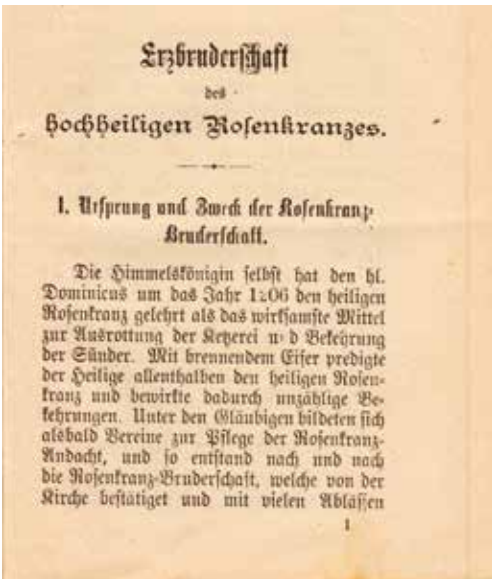 Erzbruderschaft
des
hochheiligen Rosenkranzes.
I. Ursprung und Zweck der Rosenkranz-
Bruderschaft.
Die Himmelskönigin selbst hat den hl.
Dominicus um das Jahr 1206 den heiligen
Rosenkranz gelehrt als das wirksamste Mittel
zur Ausrottung der Ketzerei und Bekehrung
der Sünder. Mit brennendem Eifer predigte
der Heilige allenthalben den heiligen Rosen-
kranz und bewirkte dadurch unzählige Be-
kehrungen. Unter den Gläubigen bildeten sich
alsbald Vereine zur Pflege der Rosenkranz-
Andacht, und so entstand nach und nach
die Rosenkranz-Bruderschaft, welche von der
Kirche bestätiget und mit vielen Ablässen
1